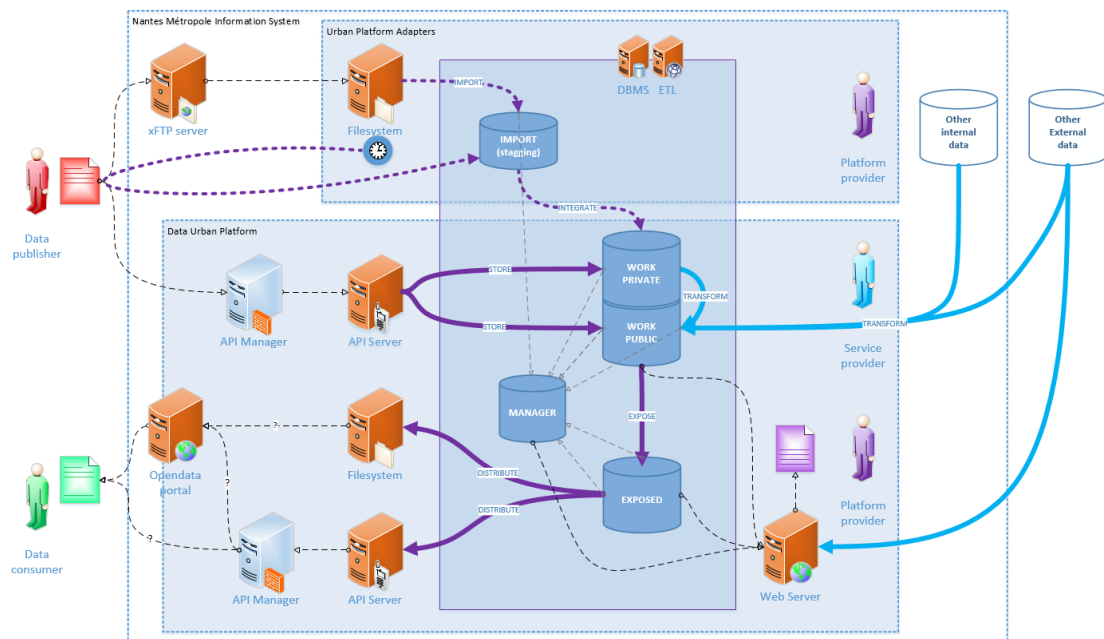 Nantes Métropole Information System
Urban Platform Adapters
DBMS
ETL
IMPORT
xFTP server
Filesystem
IMPORT
(stagging)
Platform
provider
Other
internal
data
Other
External
data
Data
publisher
INTEGRATE
Data Urban Platform
STORE
WORK
PRIVATE
TRANSFORM
STORE
WORK
PUBLIC
TRANSFORM
API Manager
API Server
Service
provider
MANAGER
EXPOSE
?
Opendata
portal
Filesystem
DISTRIBUTE
?
DISTRIBUTE
EXPOSED
Platform
provider
?
Data
consumer
API Manager
API Server
Web Server